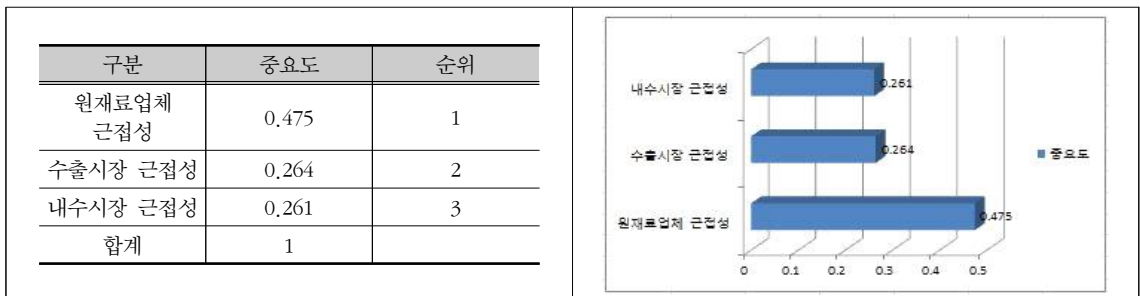 구분 중요도 순위
원재료업체
근접성 0.475 1
수출시장 근접성 0.264 2
내수시장 근접성 0.261 3
합계 1
내수시장 근접성 0.261
수출시장 근접성 0.264
원재료업체 근접성 0.475
중요도
0 0.1 0.2 0.3 0.4 0.5